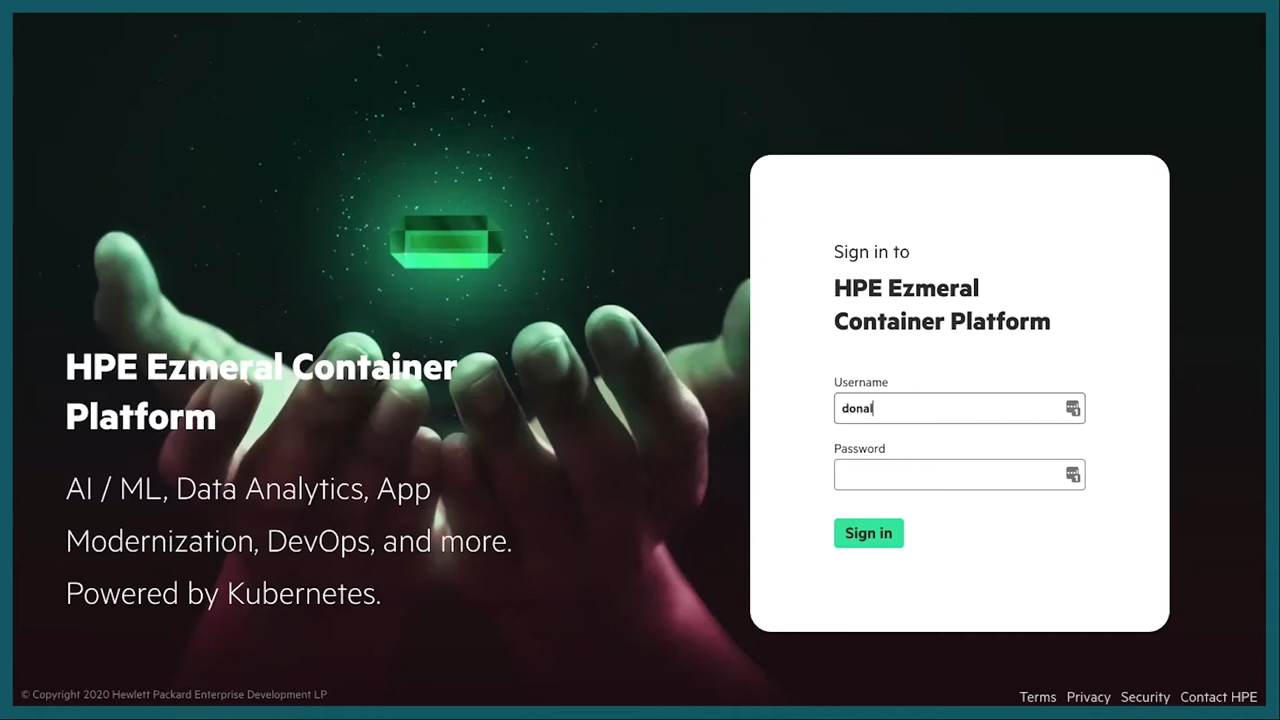 HPE Ezmeral Container
Platform
AI / ML, Data Analytics, App
Modernization, DevOps, and more.
Powered by Kubernetes.
Sign in to
HPE Ezmeral
Container Platform
Username
donal
Password
Sign in
© Copyright 2020 Hewlett Packard Enterprise Development LP
Terms Privacy Security Contact HPE